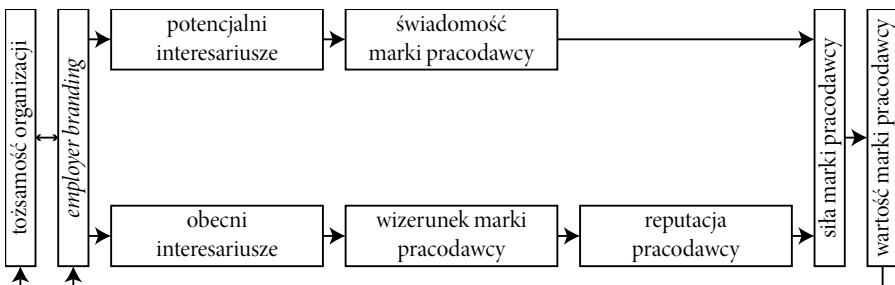 tożsamość organizacji
employer branding
potencjalni
interesariusze
świadomość
marki pracodawcy
obecni
interesariusze
wizerunek marki
pracodawcy
reputacja
pracodawcy
siła marki pracodawcy
wartość marki pracodawcy